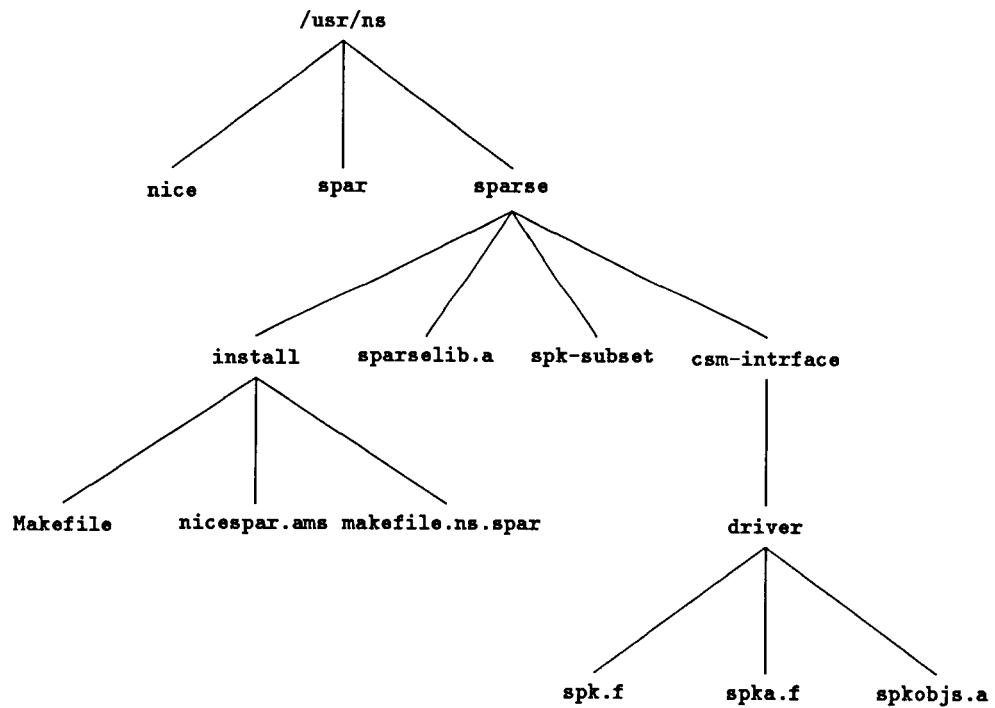 /usr/ns
nice spar sparse
install sparselib.a spk-subset csm-intrface
Makefile nicespar.ams makefile.ns.spar driver
spk.f spka.f spkobjs.a